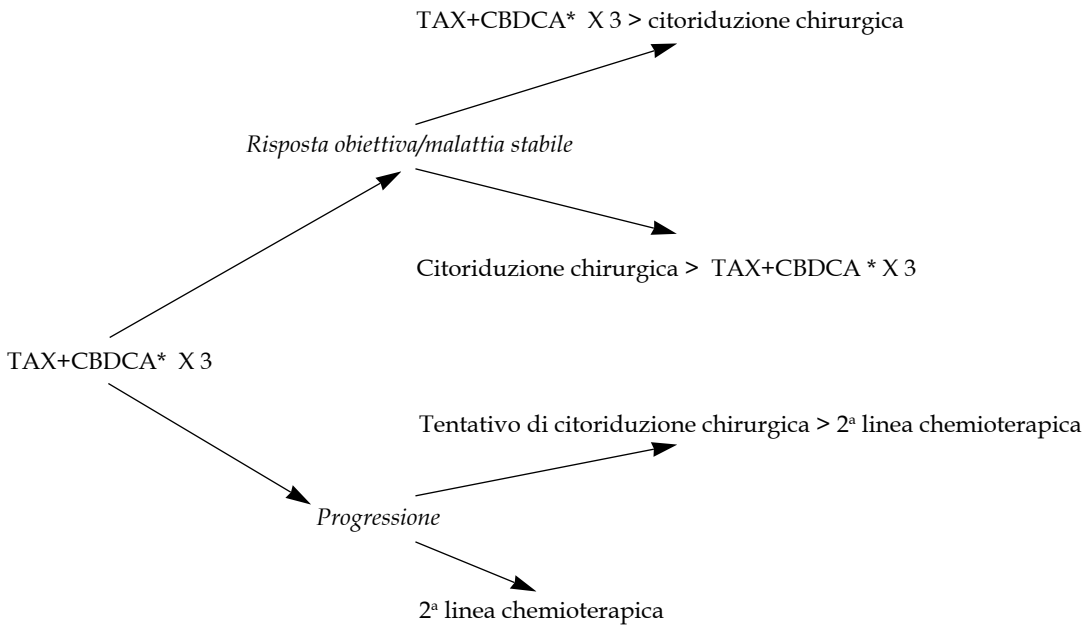 TAX+CBDCA* X 3 > citoriduzione chirurgica
Risposta obiettiva/malattia stabile
Citoriduzione chirurgica > TAX+CBDCA * X 3
TAX+CBDCA* X 3
Tentativo di citoriduzione chirurgica > 2ª linea chemioterapica
Progressione
2ª linea chemioterapica